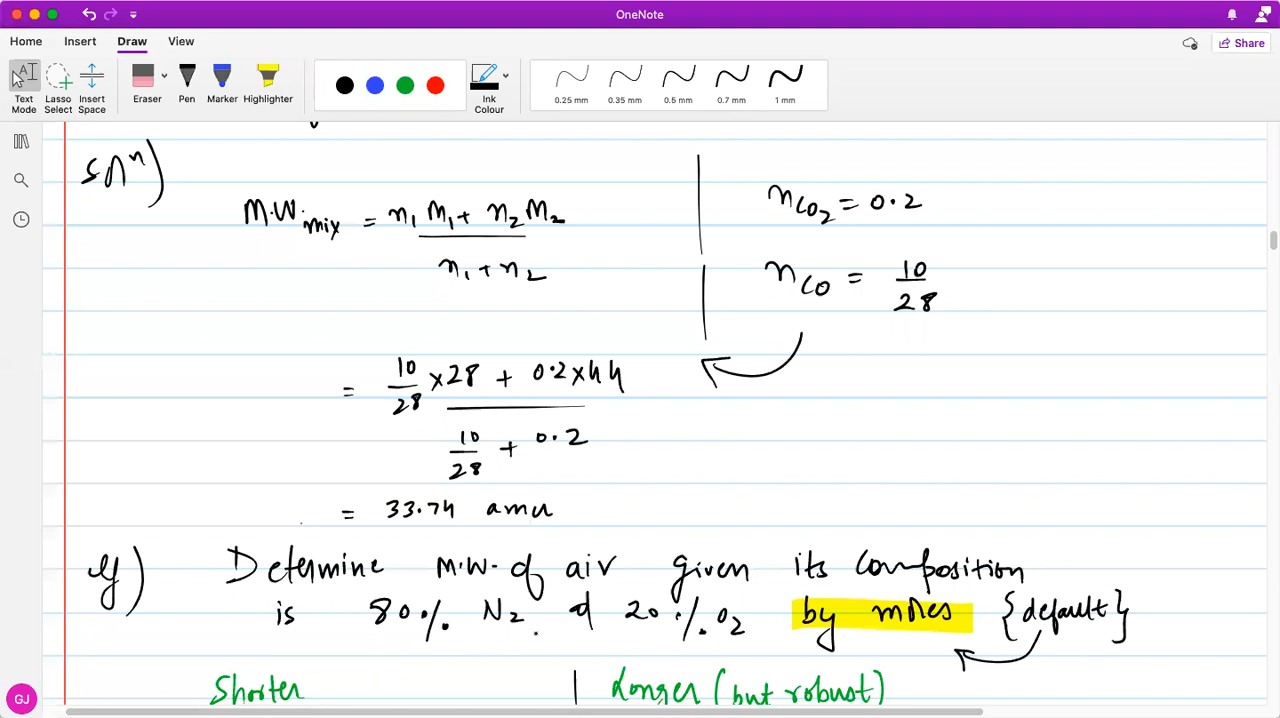 OneNote
Home Insert Draw View
Share
Text Mode
Lasso Select
Insert Space
Eraser
Pen
Marker
Highlighter
Ink Colour
0.25 mm
0.35 mm
0.5 mm
0.7 mm
1 mm
Solⁿ)
M.W.mix = n₁M₁ + n₂M₂
n₁ + n₂
nCO₂ = 0.2
nCO = 10/28
= 10/28 × 28 + 0.2 × 44
10/28 + 0.2
= 33.74 amu
eg) Determine M.W. of air given its composition
is 80% N₂ & 20% O₂ by moles {default}
Shorter
Longer (but robust)
GJ